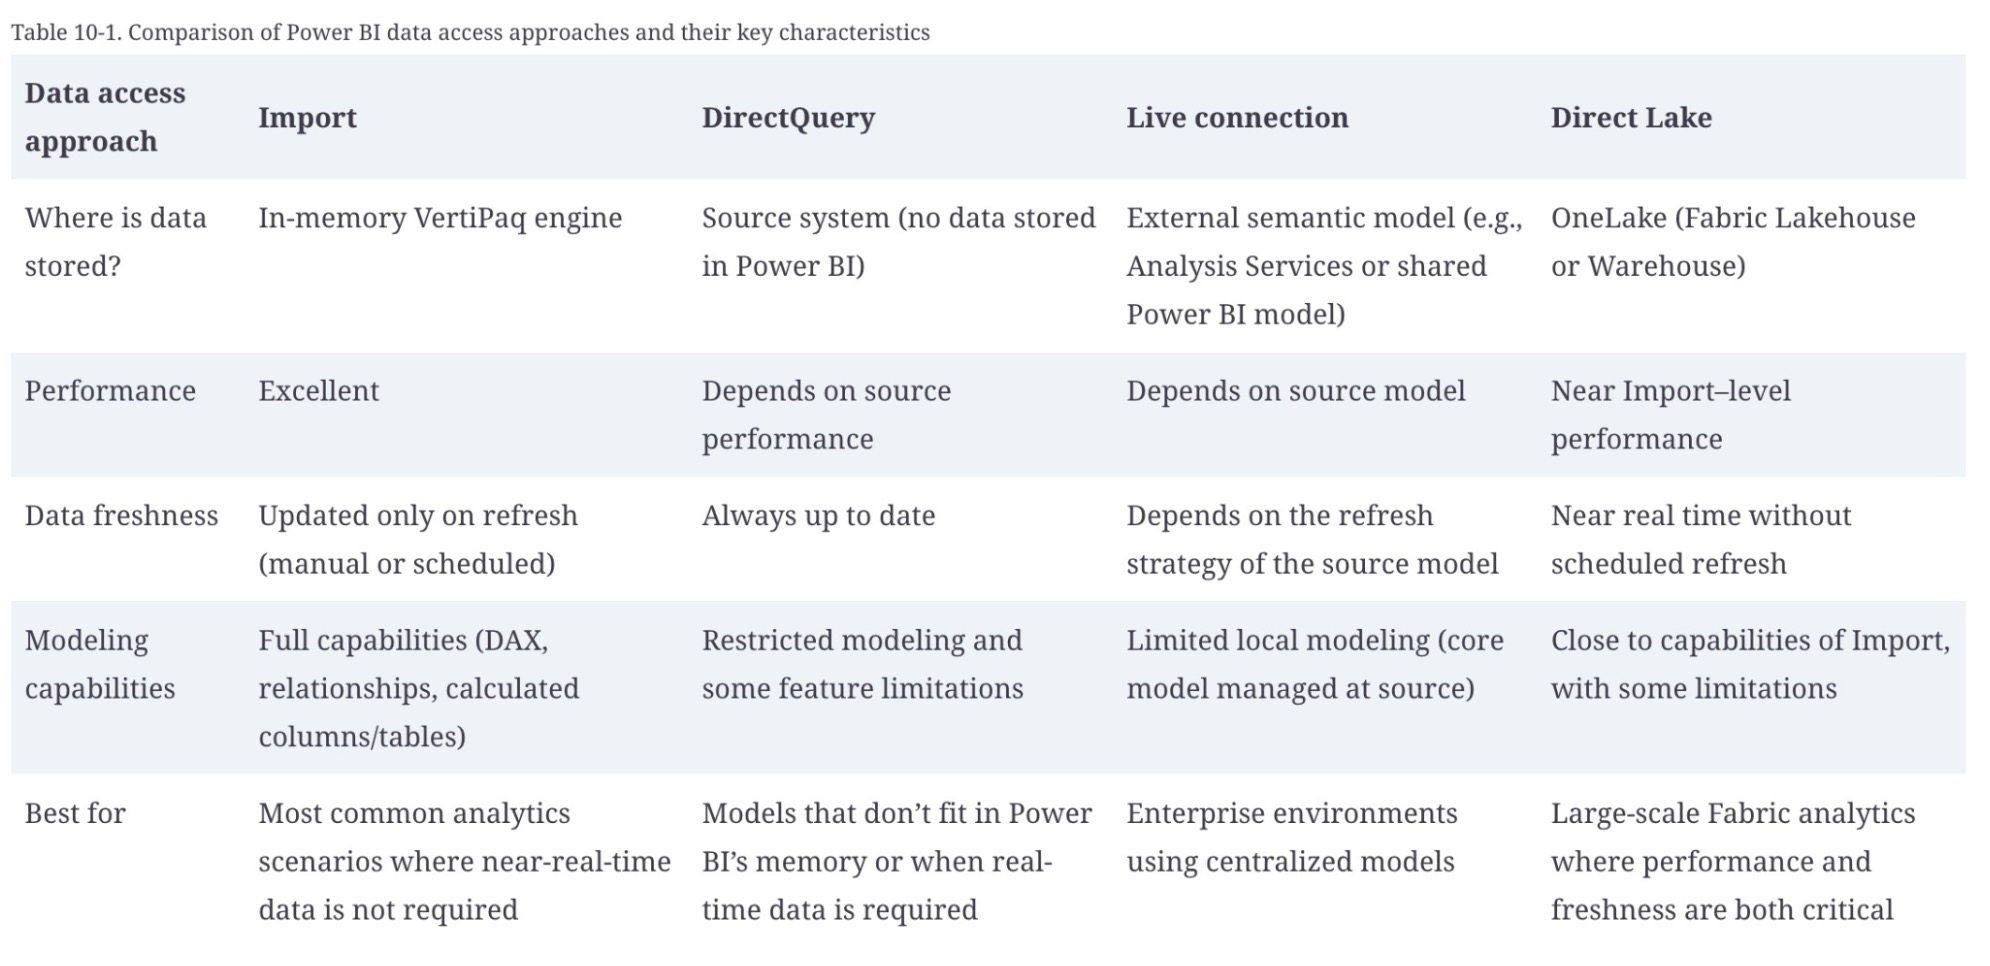 Table 10-1. Comparison of Power BI data access approaches and their key characteristics
Data access
approach
Import
DirectQuery
Live connection
Direct Lake
Where is data
stored?
In-memory VertiPaq engine
Source system (no data stored
in Power BI)
External semantic model (e.g.,
Analysis Services or shared
Power BI model)
OneLake (Fabric Lakehouse
or Warehouse)
Performance
Excellent
Depends on source
performance
Depends on source model
Near Import–level
performance
Data freshness
Updated only on refresh
(manual or scheduled)
Always up to date
Depends on the refresh
strategy of the source model
Near real time without
scheduled refresh
Modeling
capabilities
Full capabilities (DAX,
relationships, calculated
columns/tables)
Restricted modeling and
some feature limitations
Limited local modeling (core
model managed at source)
Close to capabilities of Import,
with some limitations
Best for
Most common analytics
scenarios where near-real-time
data is not required
Models that don’t fit in Power
BI’s memory or when real-
time data is required
Enterprise environments
using centralized models
Large-scale Fabric analytics
where performance and
freshness are both critical